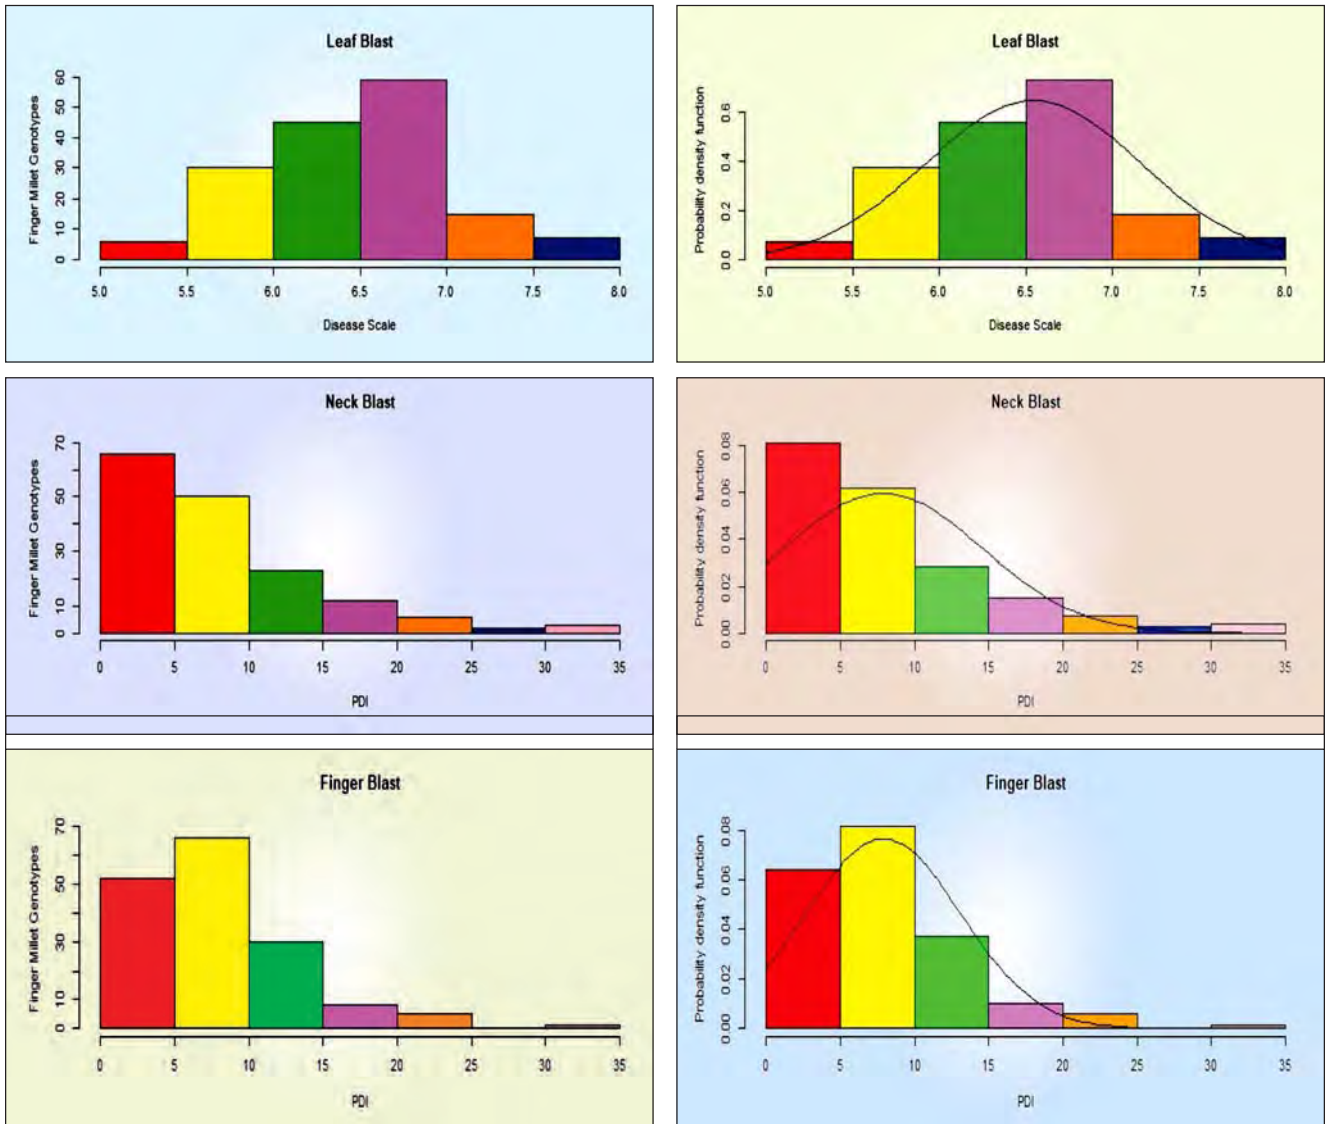 Leaf Blast
Finger Millet Genotypes
60
50
40
30
20
10
0
5.0 5.5 6.0 6.5 7.0 7.5 8.0
Disease Scale
Leaf Blast
Probability density function
0.6
0.4
0.2
0.0
5.0 5.5 6.0 6.5 7.0 7.5 8.0
Disease Scale
Neck Blast
Finger Millet Genotypes
70
50
30
10
0
0 5 10 15 20 25 30 35
PDI
Neck Blast
Probability density function
0.08
0.06
0.04
0.02
0.00
0 5 10 15 20 25 30 35
PDI
Finger Blast
Finger Millet Genotypes
70
50
30
10
0
0 5 10 15 20 25 30 35
PDI
Finger Blast
Probability density function
0.08
0.06
0.04
0.02
0.00
0 5 10 15 20 25 30 35
PDI